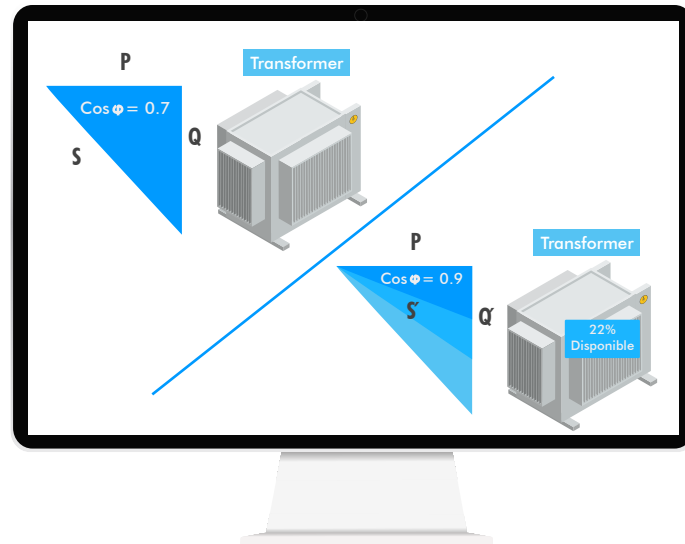 P
Transformer
Cos φ = 0.7
Q
S
P
Transformer
Cos φ = 0.9
S'
Q'
22%
Disponible